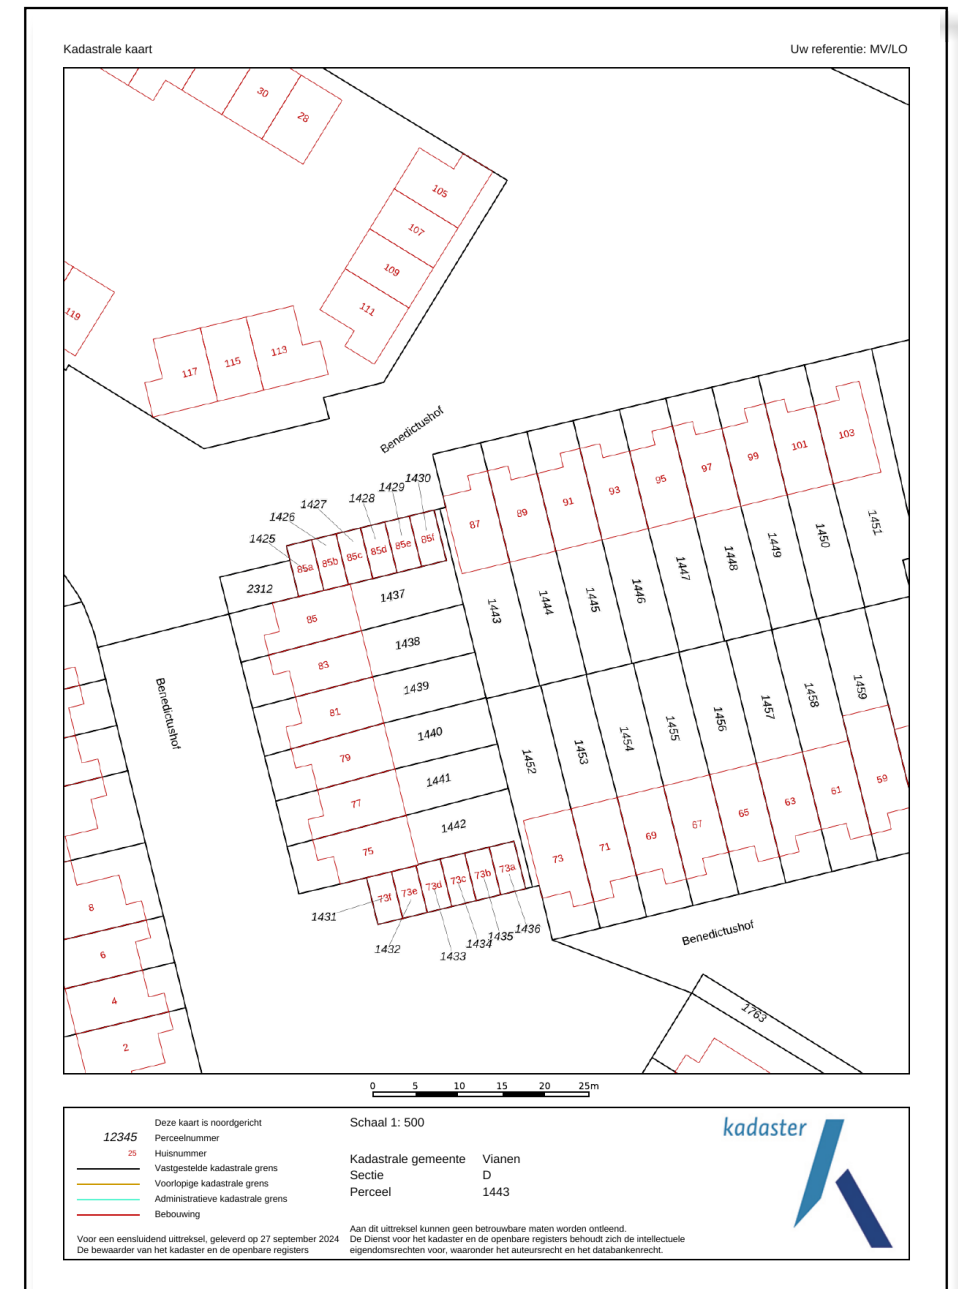 Kadastrale kaart
Uw referentie: MV/LO
30
28
105
107
109
111
119
117
115
113
Benedictushof
103
101
99
97
95
93
91
89
87
1430
1429
1428
1427
1426
1425
85a
85b
85c
85d
85e
85f
1451
1450
1449
1448
1447
1446
1445
1444
1443
2312
1437
85
1438
83
1439
81
1440
79
1441
77
1442
75
Benedictushof
1459
1458
1457
1456
1455
1454
1453
1452
59
61
63
65
67
69
71
73
73f
73e
73d
73c
73b
73a
1431
1432
1433
1434
1435
1436
Benedictushof
8
6
4
2
1763
0 5 10 15 20 25m
12345
25
Deze kaart is noordgericht
Perceelnummer
Huisnummer
Vastgestelde kadastrale grens
Voorlopige kadastrale grens
Administratieve kadastrale grens
Bebouwing
Voor een eensluidend uittreksel, geleverd op 27 september 2024
De bewaarder van het kadaster en de openbare registers
Schaal 1: 500
Kadastrale gemeente Vianen
Sectie D
Perceel 1443
Aan dit uittreksel kunnen geen betrouwbare maten worden ontleend.
De Dienst voor het kadaster en de openbare registers behoudt zich de intellectuele
eigendomsrechten voor, waaronder het auteursrecht en het databankenrecht.
kadaster